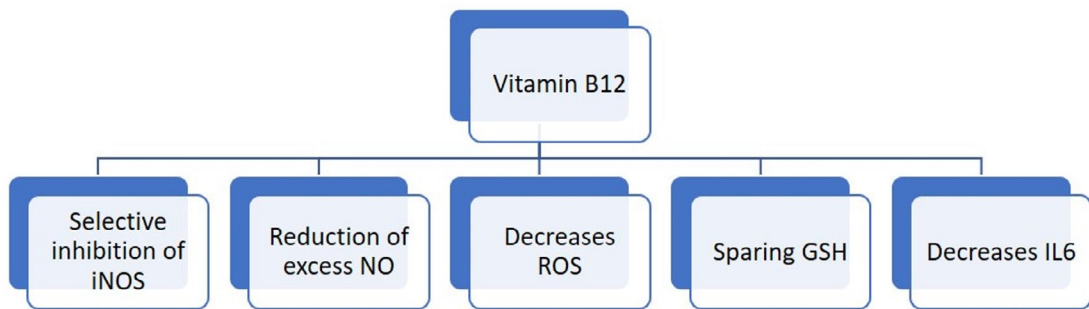 Vitamin B12
Selective
inhibition of
iNOS
Reduction of
excess NO
Decreases
ROS
Sparing GSH
Decreases IL6